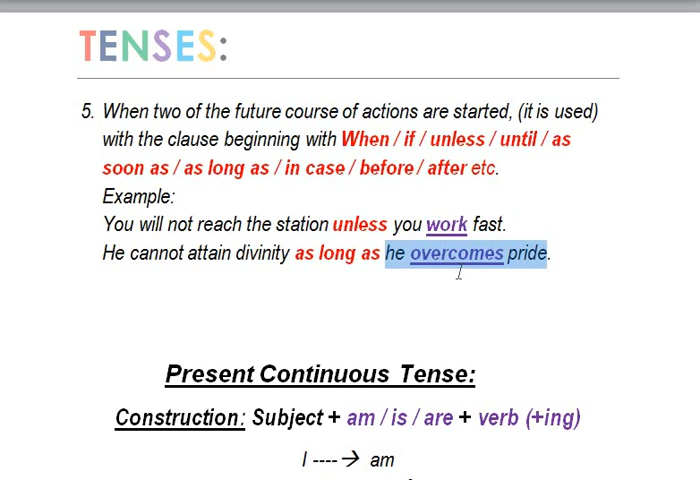 TENSES:
5. When two of the future course of actions are started, (it is used)
with the clause beginning with When / if / unless / until / as
soon as / as long as / in case / before / after etc.
Example:
You will not reach the station unless you work fast.
He cannot attain divinity as long as he overcomes pride.
Present Continuous Tense:
Construction: Subject + am / is / are + verb (+ing)
I ----→ am